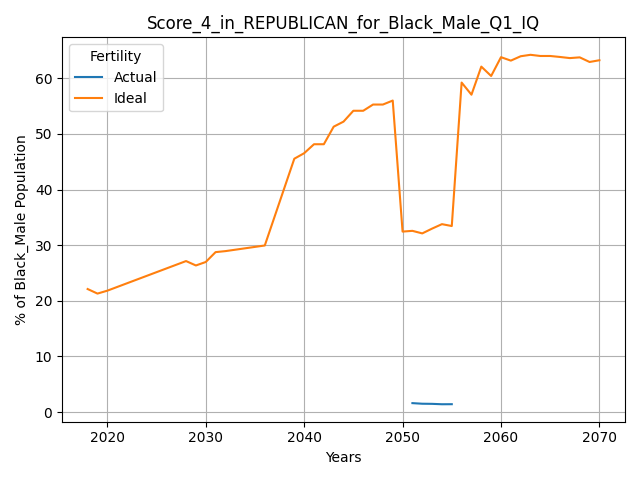 Score_4_in_REPUBLICAN_for_Black_Male_Q1_IQ
Fertility
Actual
Ideal
% of Black_Male Population
60
50
40
30
20
10
0
2020 2030 2040 2050 2060 2070
Years